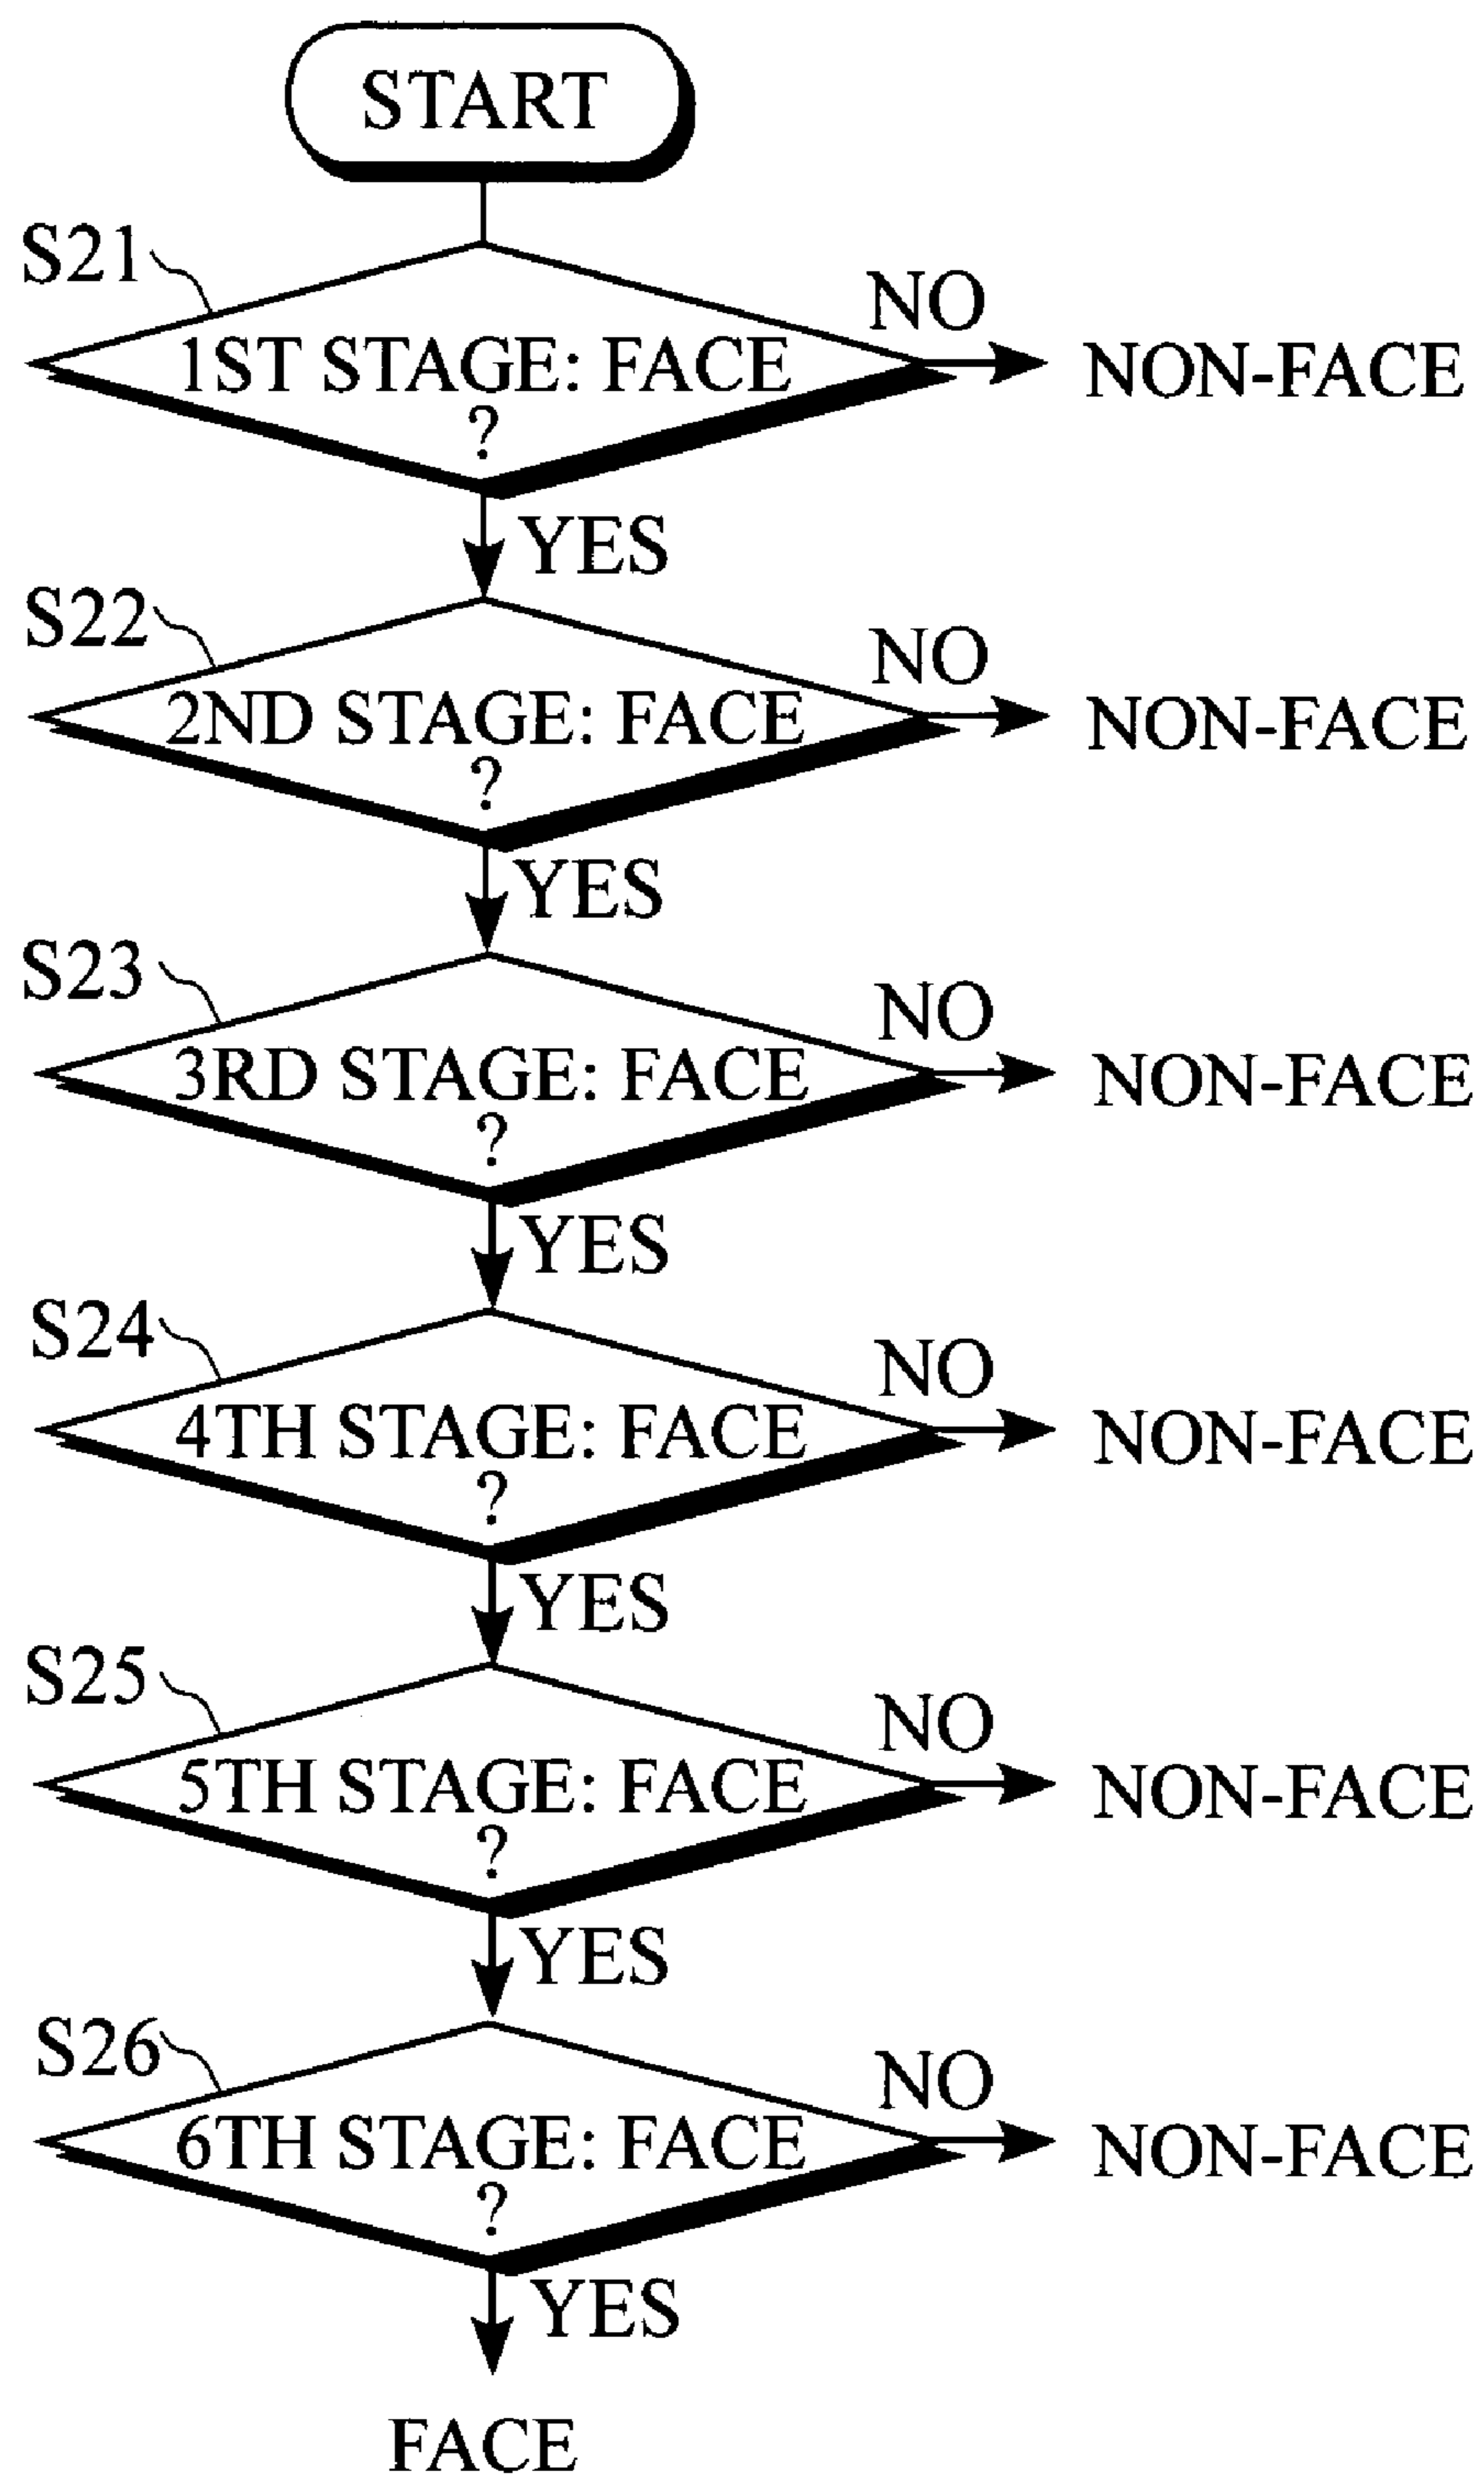 START
S21
NO
1ST STAGE: FACE
?
NON-FACE
YES
S22
NO
2ND STAGE: FACE
?
NON-FACE
YES
S23
NO
3RD STAGE: FACE
?
NON-FACE
YES
S24
NO
4TH STAGE: FACE
?
NON-FACE
YES
S25
NO
5TH STAGE: FACE
?
NON-FACE
YES
S26
NO
6TH STAGE: FACE
?
NON-FACE
YES
FACE